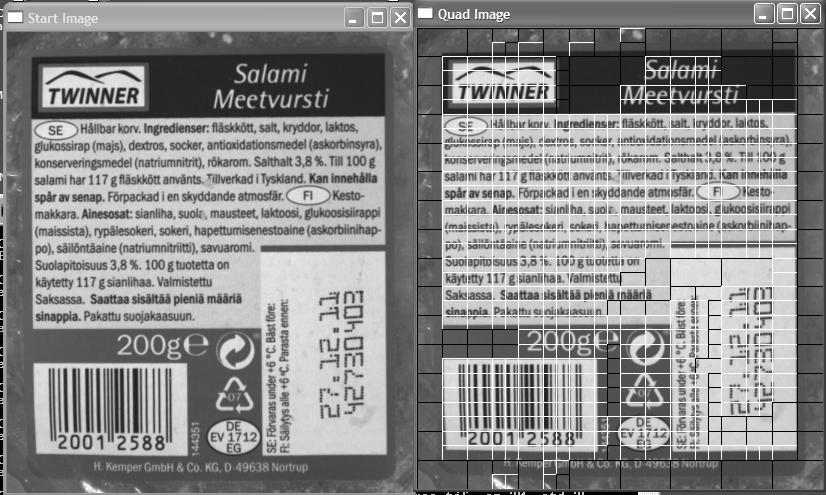 Start Image
TWINNER
Salami
Meetvursti
SE Hållbar korv. Ingredienser: fläskkött, salt, kryddor, laktos,
glukossirap (majs), dextros, socker, antioxidationsmedel (askorbinsyra),
konserveringsmedel (natriumnitrit), rökarom. Salthalt 3,8 %. Till 100 g
salami har 117 g fläskkött använts. Tillverkad i Tyskland. Kan innehålla
spår av senap. Förpackad i en skyddande atmosfär. FI Kesto-
makkara. Ainesosat: sianliha, suola, mausteet, laktoosi, glukoosisiirappi
(maissista), rypälesokeri, sokeri, hapettumisenestoaine (askorbiinihap-
po), säilöntäaine (natriumnitriitti), savuaromi.
Suolapitoisuus 3,8 %. 100 g tuotetta on
käytetty 117 g sianlihaa. Valmistettu
Saksassa. Saattaa sisältää pieniä määriä
sinappia. Pakattu suojakaasuun.
200g e
SE: Förvaras under +6 °C. Bäst före:
FI: Säilytys alle +6 °C. Parasta ennen:
27.12.11
42730403
07
2001 2588
144351
DE
EV 1712
EG
H. Kemper GmbH & Co. KG, D-49638 Nortrup
Quad Image
TWINNER
Salami
Meetvursti
SE Hållbar korv. Ingredienser: fläskkött, salt, kryddor, laktos,
glukossirap (majs), dextros, socker, antioxidationsmedel (askorbinsyra),
konserveringsmedel (natriumnitrit), rökarom. Salthalt 3,8 %. Till 100 g
salami har 117 g fläskkött använts. Tillverkad i Tyskland. Kan innehålla
spår av senap. Förpackad i en skyddande atmosfär. FI Kesto-
makkara. Ainesosat: sianliha, suola, mausteet, laktoosi, glukoosisiirappi
(maissista), rypälesokeri, sokeri, hapettumisenestoaine (askorbiinihap-
po), säilöntäaine (natriumnitriitti), savuaromi.
Suolapitoisuus 3,8 %. 100 g tuotetta on
käytetty 117 g sianlihaa. Valmistettu
Saksassa. Saattaa sisältää pieniä määriä
sinappia. Pakattu suojakaasuun.
200g e
SE: Förvaras under +6 °C. Bäst före:
FI: Säilytys alle +6 °C. Parasta ennen:
27.12.11
42730403
07
2001 2588
144351
DE
EV 1712
EG
H. Kemper GmbH & Co. KG, D-49638 Nortrup